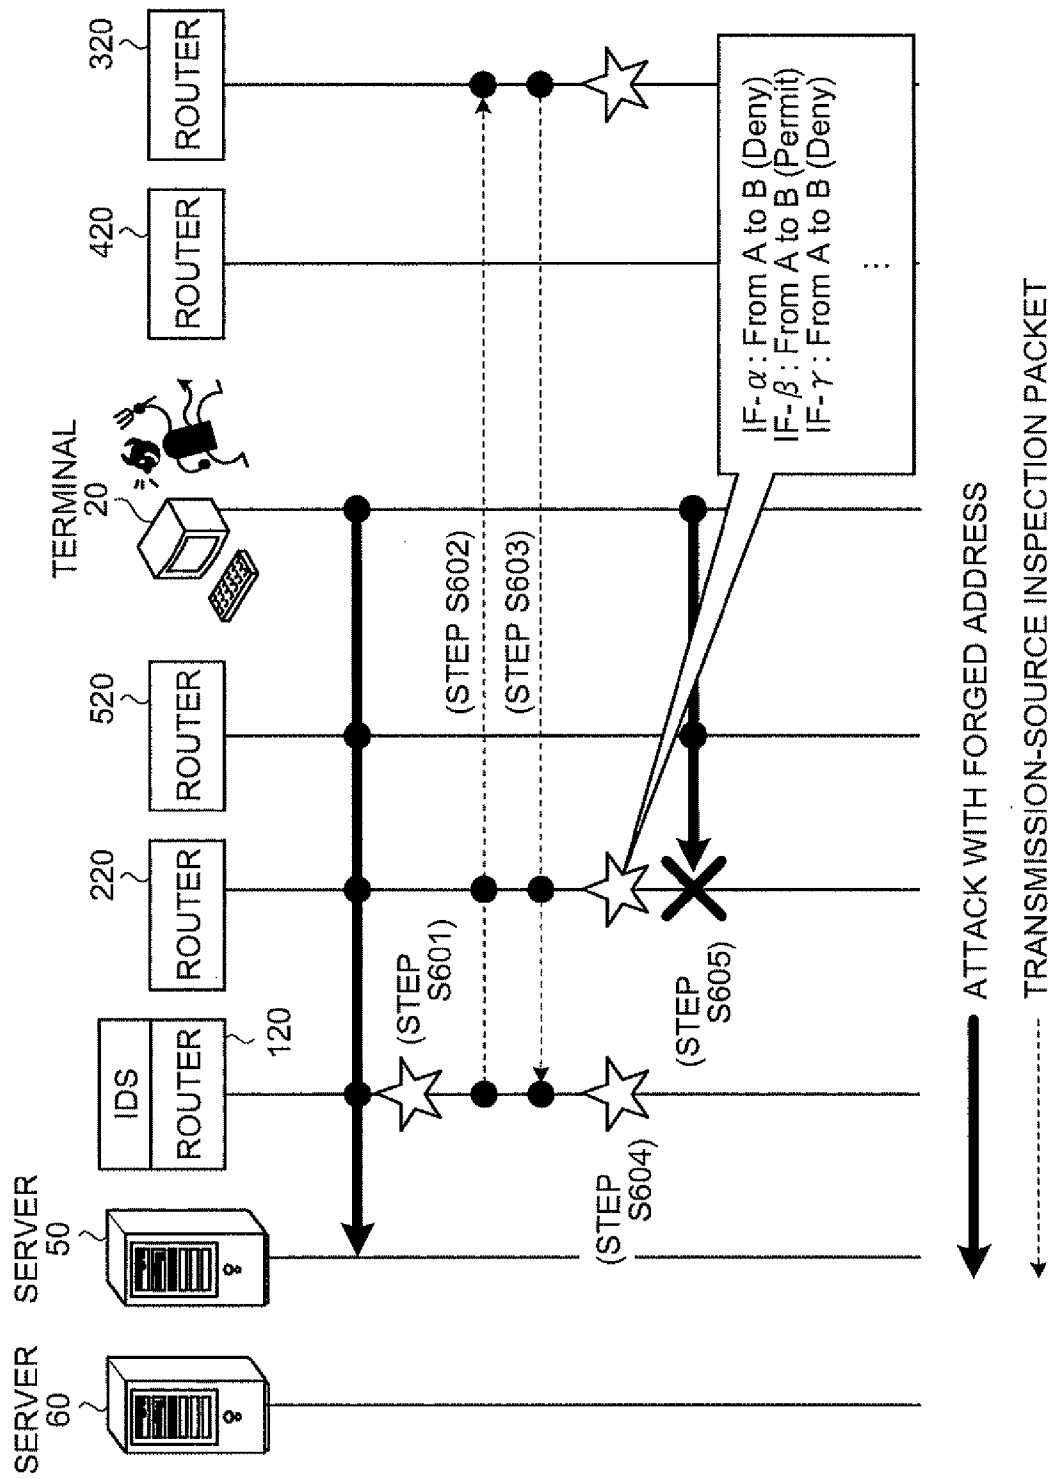 SERVER
60
SERVER
50
IDS
ROUTER
120
ROUTER
220
ROUTER
520
TERMINAL
20
ROUTER
420
ROUTER
320
(STEP
S601)
(STEP S602)
(STEP S603)
(STEP
S604)
(STEP
S605)
IF-α : From A to B (Deny)
IF-β : From A to B (Permit)
IF-γ : From A to B (Deny)
⋮
ATTACK WITH FORGED ADDRESS
TRANSMISSION-SOURCE INSPECTION PACKET